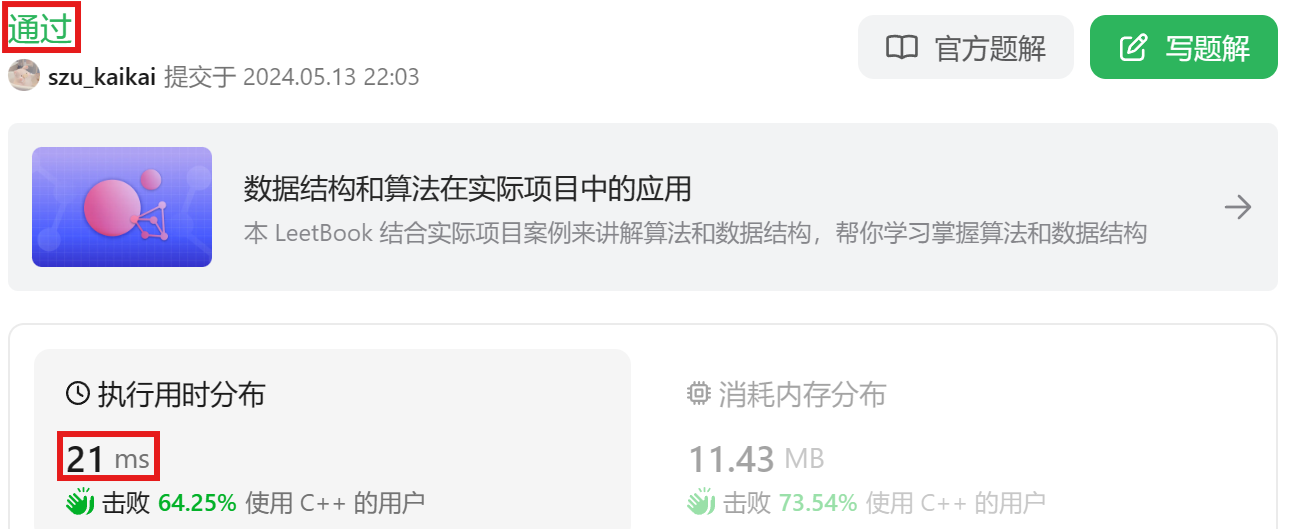 通过
官方题解
写题解
szu_kaikai 提交于 2024.05.13 22:03
数据结构和算法在实际项目中的应用
本 LeetBook 结合实际项目案例来讲解算法和数据结构，帮你学习掌握算法和数据结构
执行用时分布
21 ms
击败 64.25% 使用 C++ 的用户
消耗内存分布
11.43 MB
击败 73.54% 使用 C++ 的用户